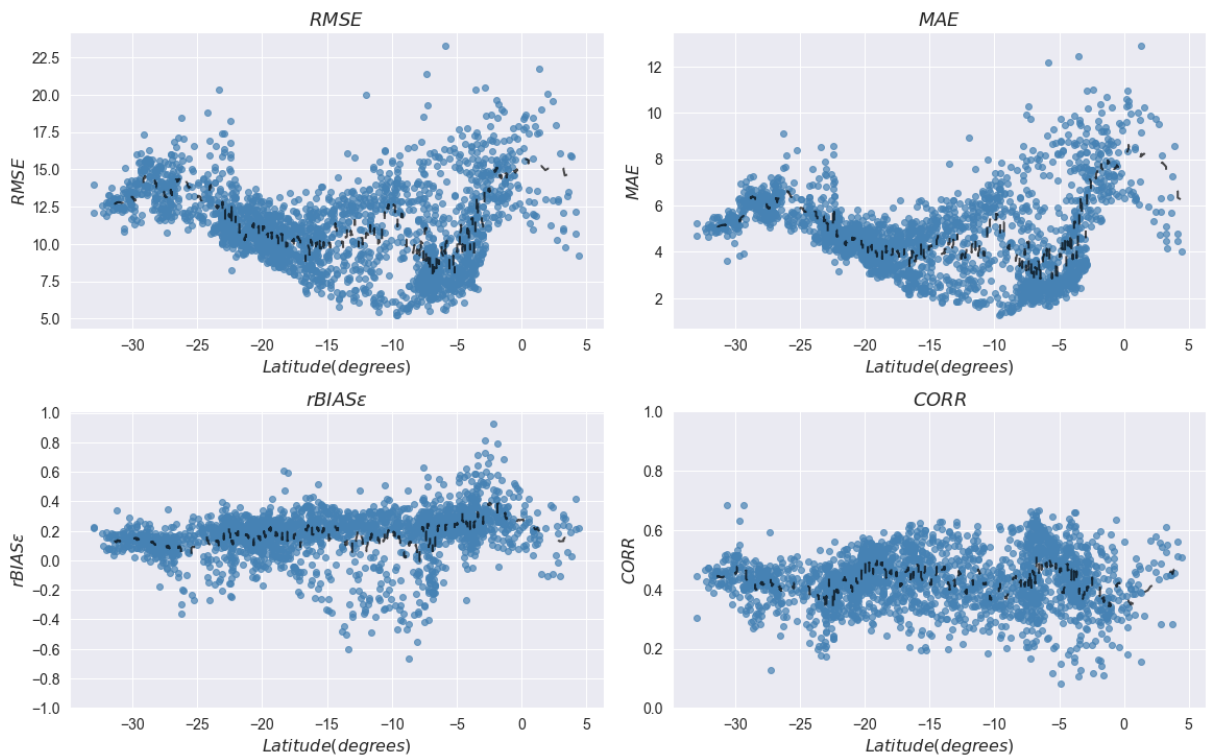 RMSE
22.5
20.0
17.5
15.0
12.5
10.0
7.5
5.0
RMSE
−30 −25 −20 −15 −10 −5 0 5
Latitude(degrees)
MAE
12
10
8
6
4
2
MAE
−30 −25 −20 −15 −10 −5 0 5
Latitude(degrees)
rBIASε
1.0
0.8
0.6
0.4
0.2
0.0
−0.2
−0.4
−0.6
−0.8
−1.0
rBIASε
−30 −25 −20 −15 −10 −5 0 5
Latitude(degrees)
CORR
1.0
0.8
0.6
0.4
0.2
0.0
CORR
−30 −25 −20 −15 −10 −5 0 5
Latitude(degrees)